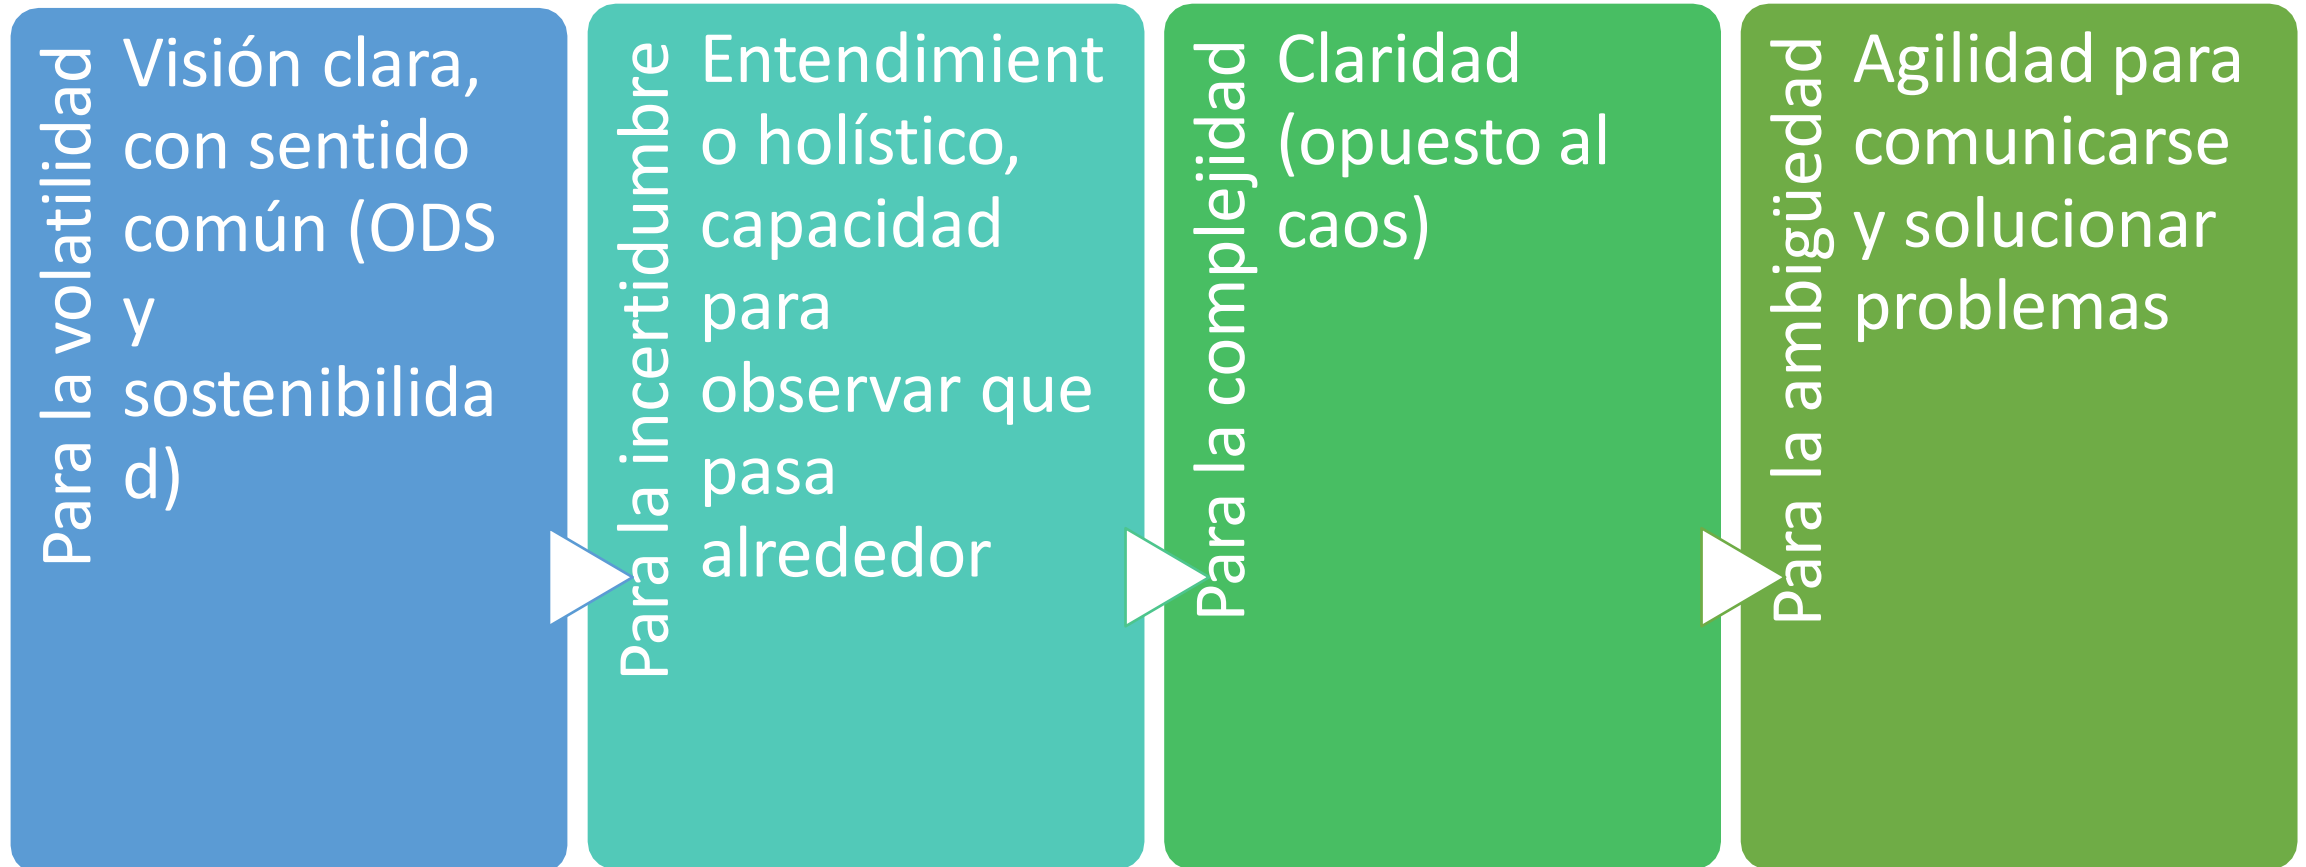 Para la volatilidad
Visión clara,
con sentido
común (ODS
y
sostenibilida
d)
Para la incertidumbre
Entendimient
o holístico,
capacidad
para
observar que
pasa
alrededor
Para la complejidad
Claridad
(opuesto al
caos)
Para la ambigüedad
Agilidad para
comunicarse
y solucionar
problemas